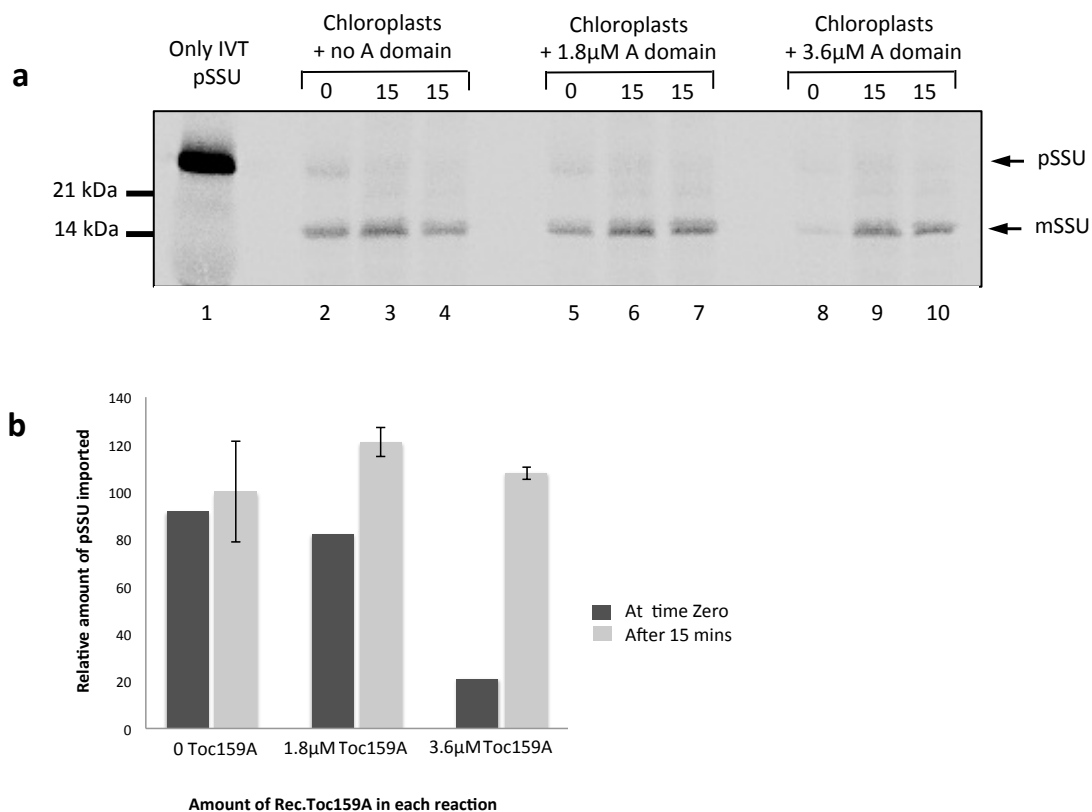 a
Only IVT
pSSU
Chloroplasts
+ no A domain
Chloroplasts
+ 1.8µM A domain
Chloroplasts
+ 3.6µM A domain
0 15 15 0 15 15 0 15 15
pSSU
21 kDa
14 kDa
mSSU
1 2 3 4 5 6 7 8 9 10
b
Relative amount of pSSU imported
140
120
100
80
60
40
20
0
At time Zero
After 15 mins
0 Toc159A 1.8µM Toc159A 3.6µM Toc159A
Amount of Rec.Toc159A in each reaction